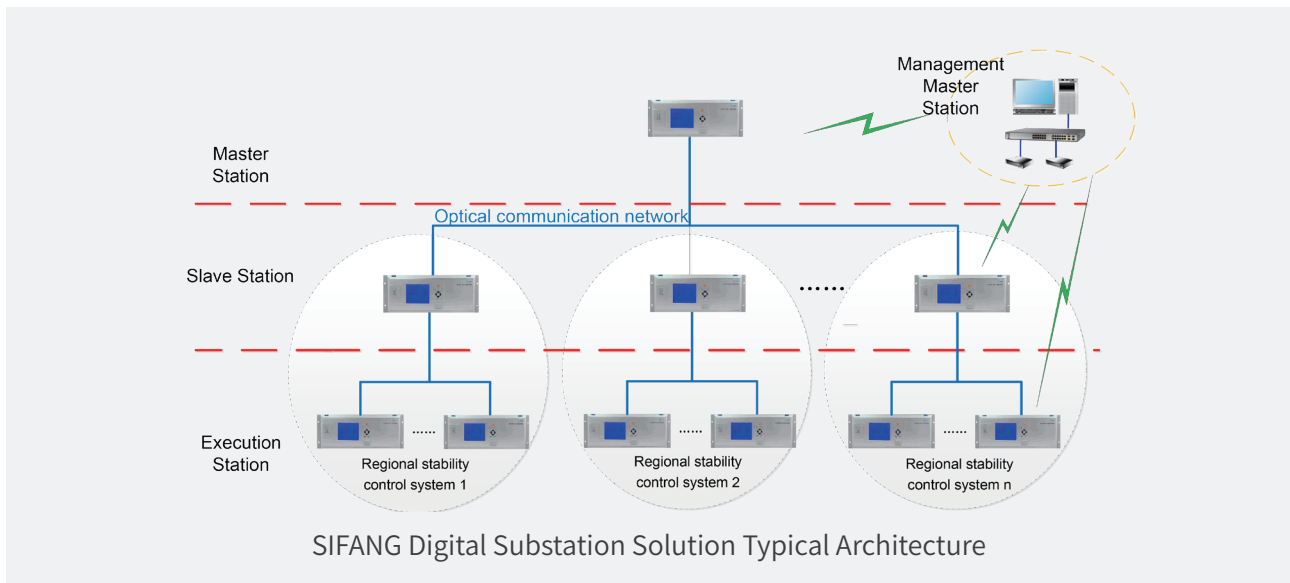 Management
Master
Station
Master
Station
Optical communication network
Slave Station
......
Execution
Station
......
......
......
Regional stability
control system 1
Regional stability
control system 2
Regional stability
control system n
SIFANG Digital Substation Solution Typical Architecture